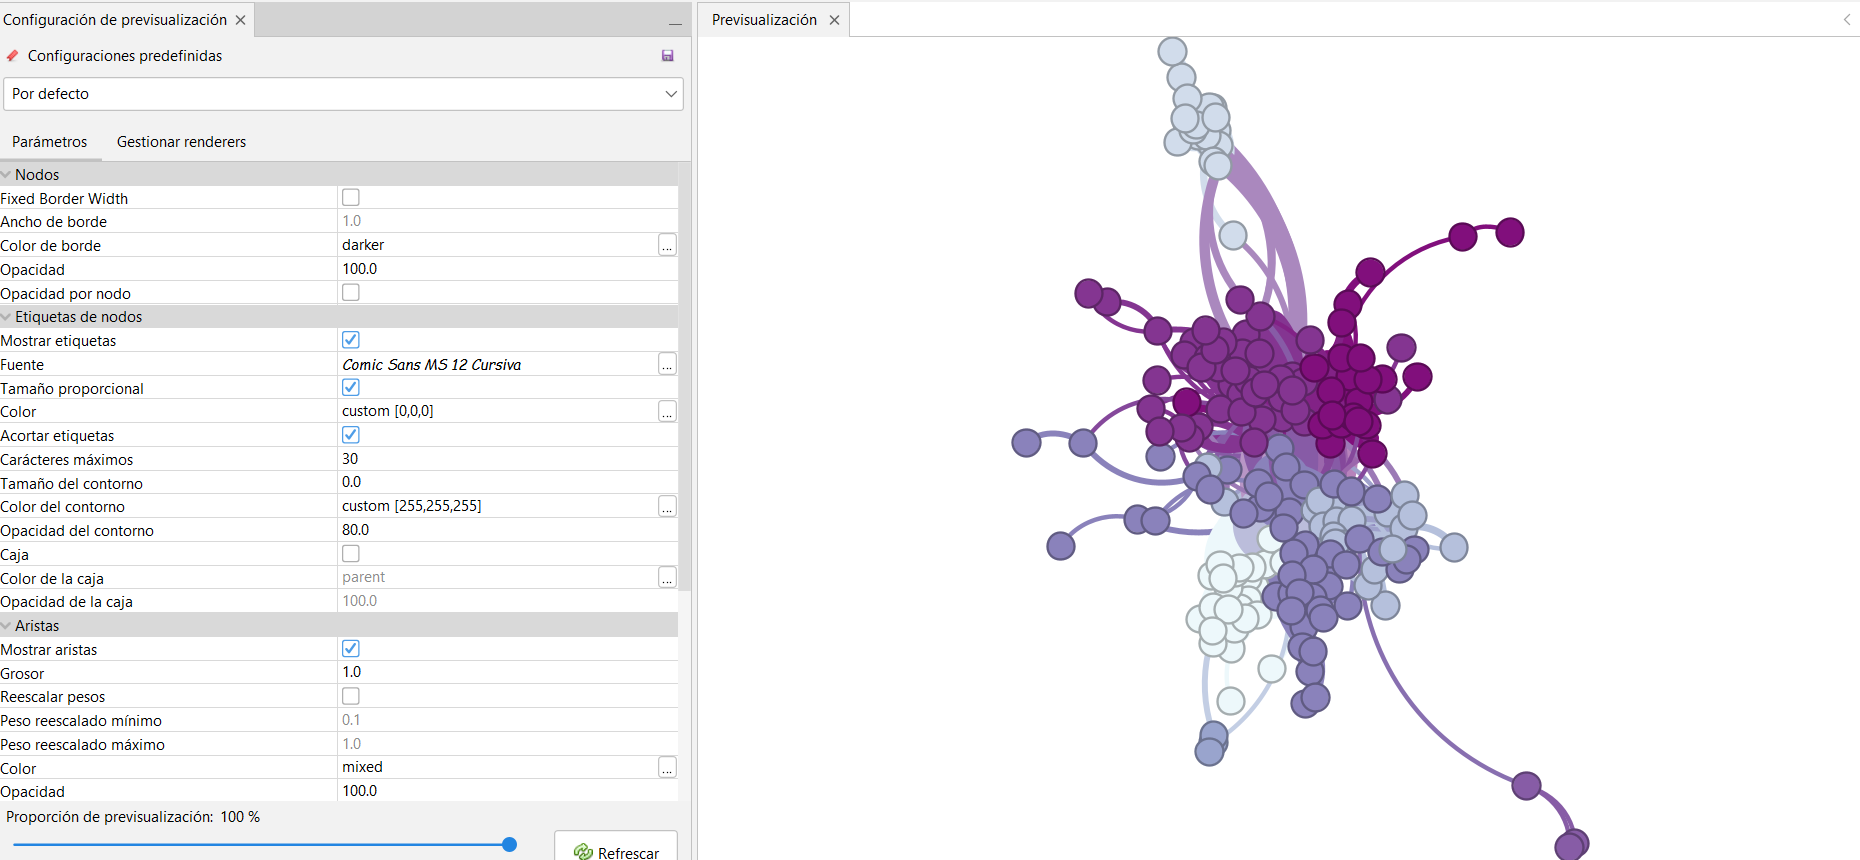 Configuración de previsualización
Configuraciones predefinidas
Por defecto
Parámetros Gestionar renderers
Nodos
Fixed Border Width
Ancho de borde 1.0
Color de borde darker ...
Opacidad 100.0
Opacidad por nodo
Etiquetas de nodos
Mostrar etiquetas
Fuente Comic Sans MS 12 Cursiva ...
Tamaño proporcional
Color custom [0,0,0] ...
Acortar etiquetas
Carácteres máximos 30
Tamaño del contorno 0.0
Color del contorno custom [255,255,255] ...
Opacidad del contorno 80.0
Caja
Color de la caja parent ...
Opacidad de la caja 100.0
Aristas
Mostrar aristas
Grosor 1.0
Reescalar pesos
Peso reescalado mínimo 0.1
Peso reescalado máximo 1.0
Color mixed ...
Opacidad 100.0
Proporción de previsualización: 100 %
Refrescar
Previsualización